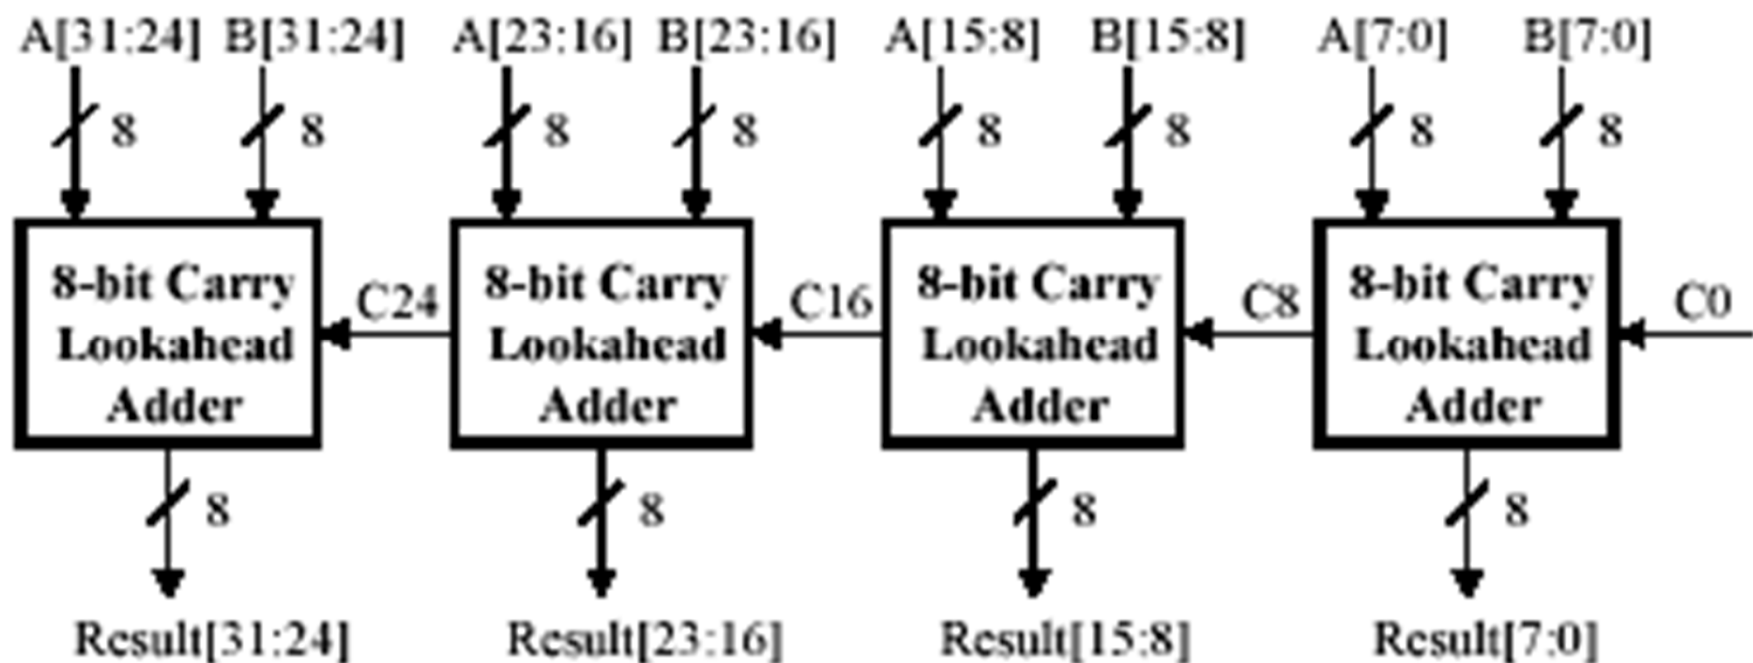 A[31:24] B[31:24] A[23:16] B[23:16] A[15:8] B[15:8] A[7:0] B[7:0]
8 8 8 8 8 8 8 8
8-bit Carry Lookahead Adder
C24
8-bit Carry Lookahead Adder
C16
8-bit Carry Lookahead Adder
C8
8-bit Carry Lookahead Adder
C0
8 8 8 8
Result[31:24] Result[23:16] Result[15:8] Result[7:0]